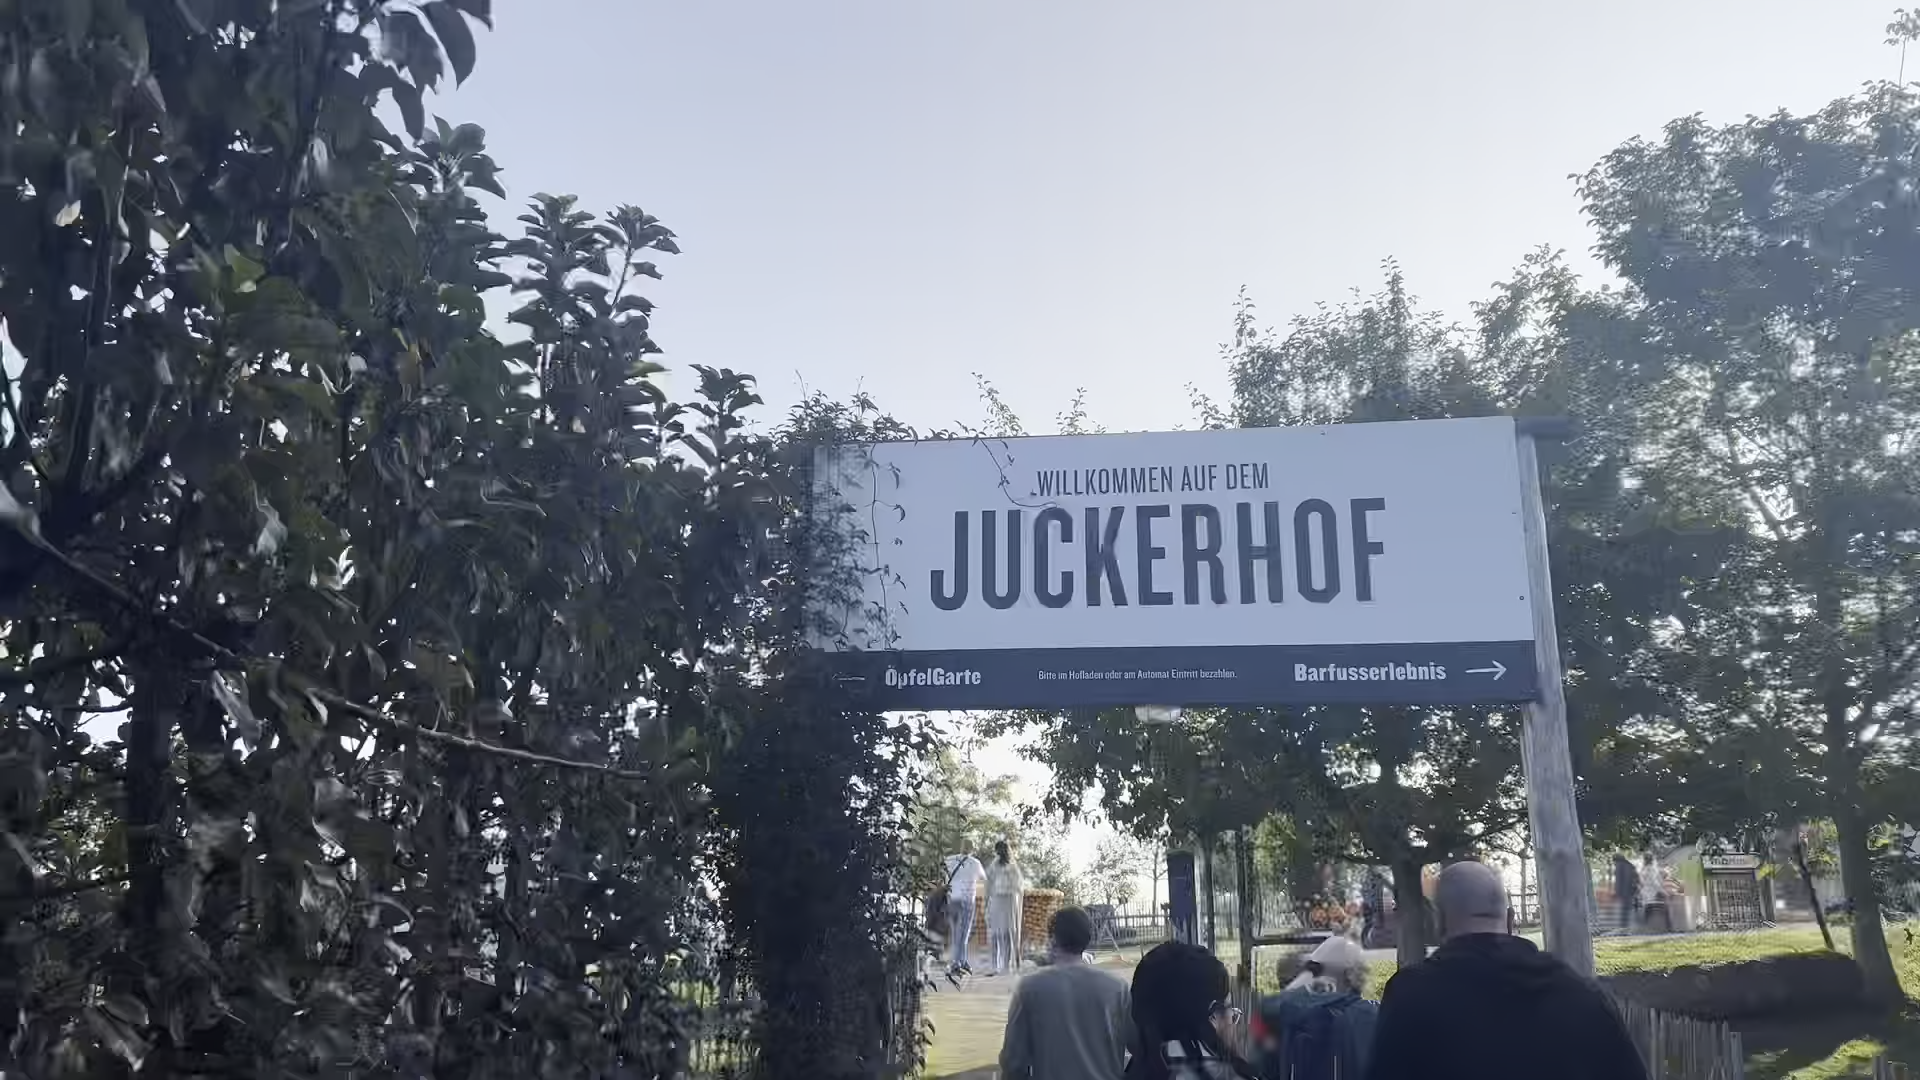 WILLKOMMEN AUF DEM
JUCKERHOF
ÖpfelGarte
Bitte im Hofladen oder am Automat Eintritt bezahlen.
Barfusserlebnis →